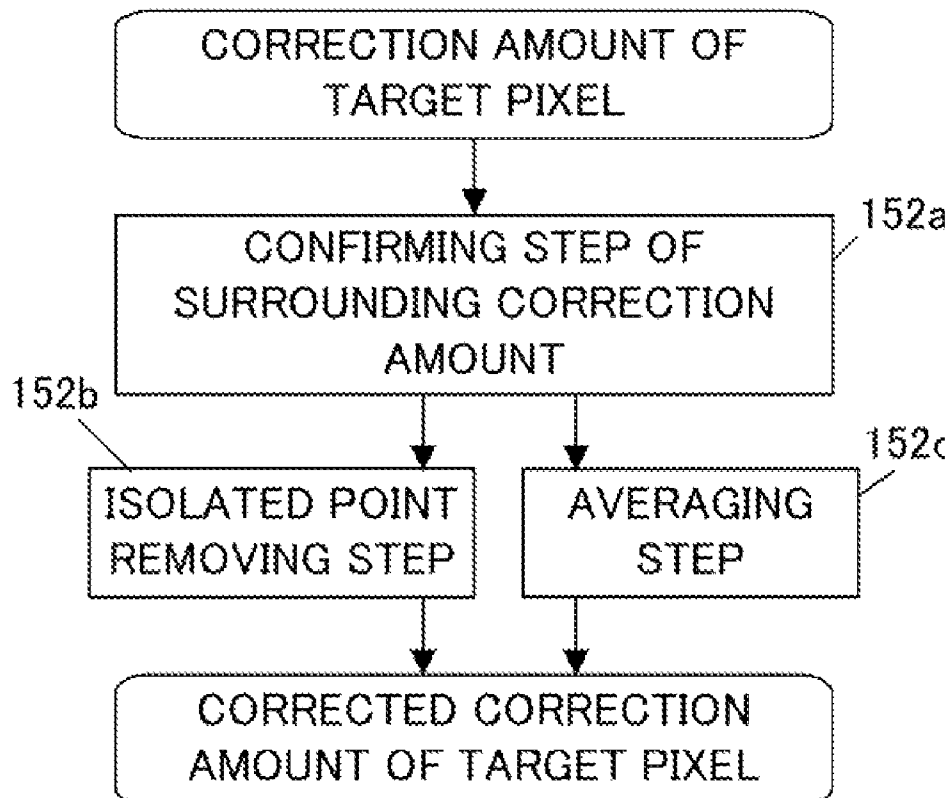 CORRECTION AMOUNT OF
TARGET PIXEL
152a
CONFIRMING STEP OF
SURROUNDING CORRECTION
AMOUNT
152b
152c
ISOLATED POINT
REMOVING STEP
AVERAGING
STEP
CORRECTED CORRECTION
AMOUNT OF TARGET PIXEL